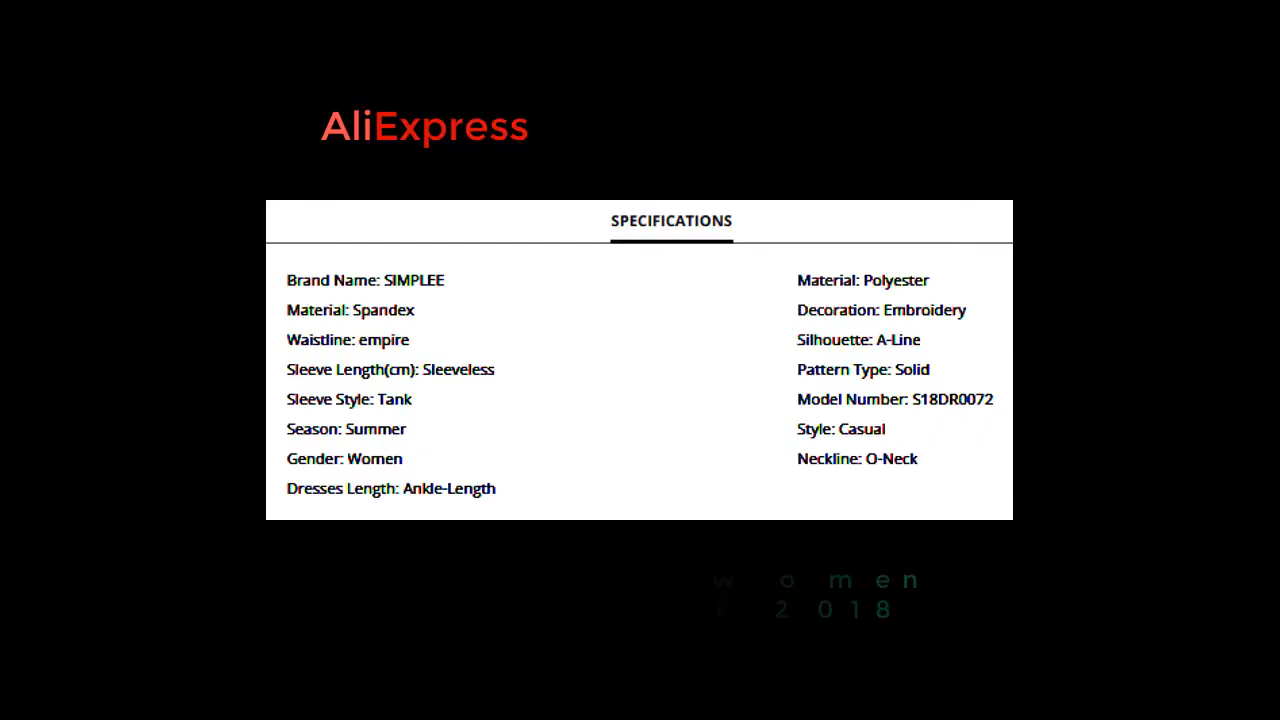 AliExpress
SPECIFICATIONS
Brand Name: SIMPLEE
Material: Polyester
Material: Spandex
Decoration: Embroidery
Waistline: empire
Silhouette: A-Line
Sleeve Length(cm): Sleeveless
Pattern Type: Solid
Sleeve Style: Tank
Model Number: S18DR0072
Season: Summer
Style: Casual
Gender: Women
Neckline: O-Neck
Dresses Length: Ankle-Length
women
2018